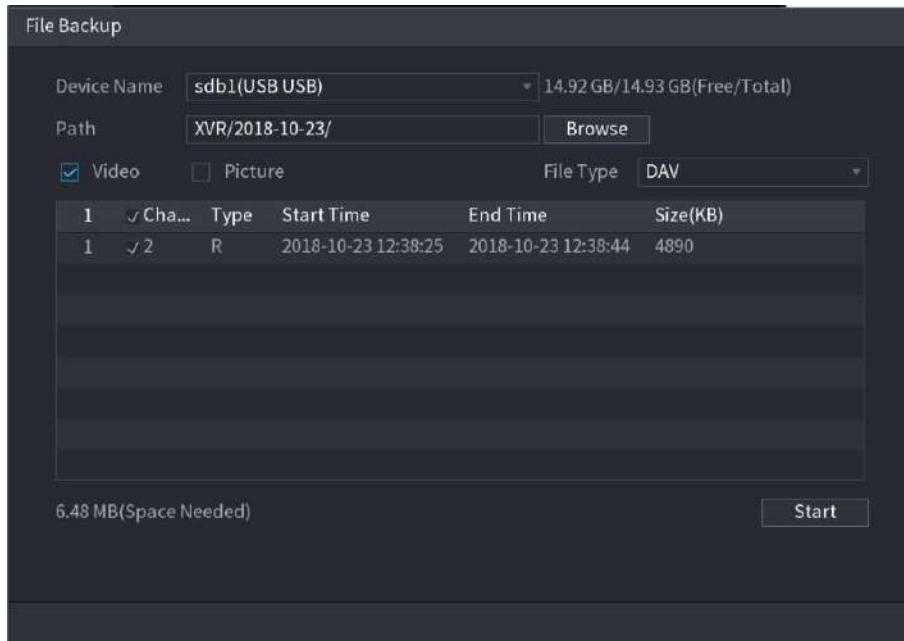 File Backup
Device Name sdb1(USB USB) 14.92 GB/14.93 GB(Free/Total)
Path XVR/2018-10-23/ Browse
Video Picture File Type DAV
1 Cha... Type Start Time End Time Size(KB)
1 2 R 2018-10-23 12:38:25 2018-10-23 12:38:44 4890
6.48 MB(Space Needed) Start